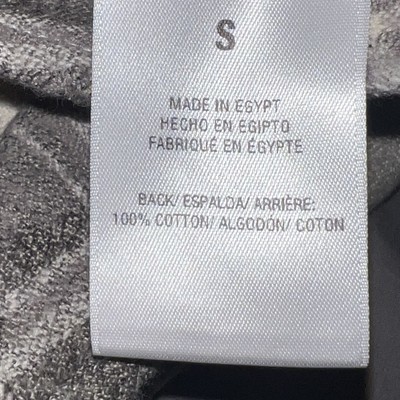 S
MADE IN EGYPT
HECHO EN EGIPTO
FABRIQUÉ EN ÉGYPTE
BACK/ ESPALDA/ ARRIÈRE:
100% COTTON/ ALGODÓN/ COTON